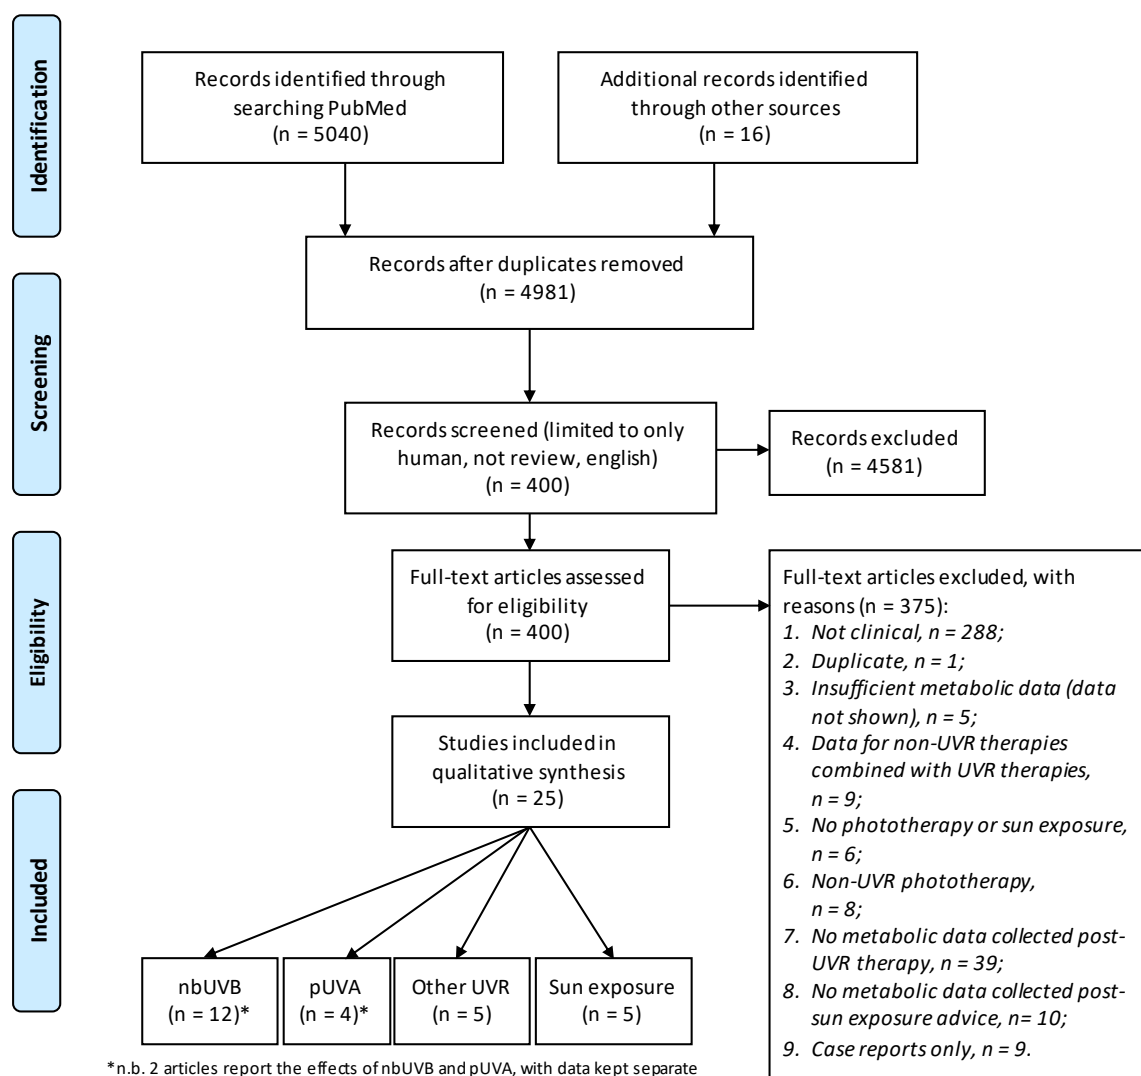 Identification
Records identified through
searching PubMed
(n = 5040)
Additional records identified
through other sources
(n = 16)
Records after duplicates removed
(n = 4981)
Screening
Records screened (limited to only
human, not review, english)
(n = 400)
Records excluded
(n = 4581)
Eligibility
Full-text articles assessed
for eligibility
(n = 400)
Full-text articles excluded, with
reasons (n = 375):
1. Not clinical, n = 288;
2. Duplicate, n = 1;
3. Insufficient metabolic data (data
not shown), n = 5;
4. Data for non-UVR therapies
combined with UVR therapies,
n = 9;
5. No phototherapy or sun exposure,
n = 6;
6. Non-UVR phototherapy,
n = 8;
7. No metabolic data collected post-
UVR therapy, n = 39;
8. No metabolic data collected post-
sun exposure advice, n= 10;
9. Case reports only, n = 9.
Studies included in
qualitative synthesis
(n = 25)
Included
nbUVB
(n = 12)*
pUVA
(n = 4)*
Other UVR
(n = 5)
Sun exposure
(n = 5)
*n.b. 2 articles report the effects of nbUVB and pUVA, with data kept separate